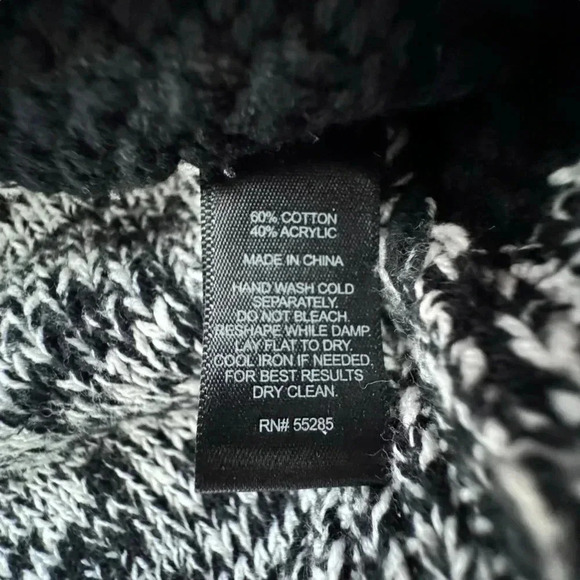 60% COTTON
40% ACRYLIC
MADE IN CHINA
HAND WASH COLD
SEPARATELY.
DO NOT BLEACH.
RESHAPE WHILE DAMP.
LAY FLAT TO DRY.
COOL IRON IF NEEDED.
FOR BEST RESULTS
DRY CLEAN.
RN# 55285